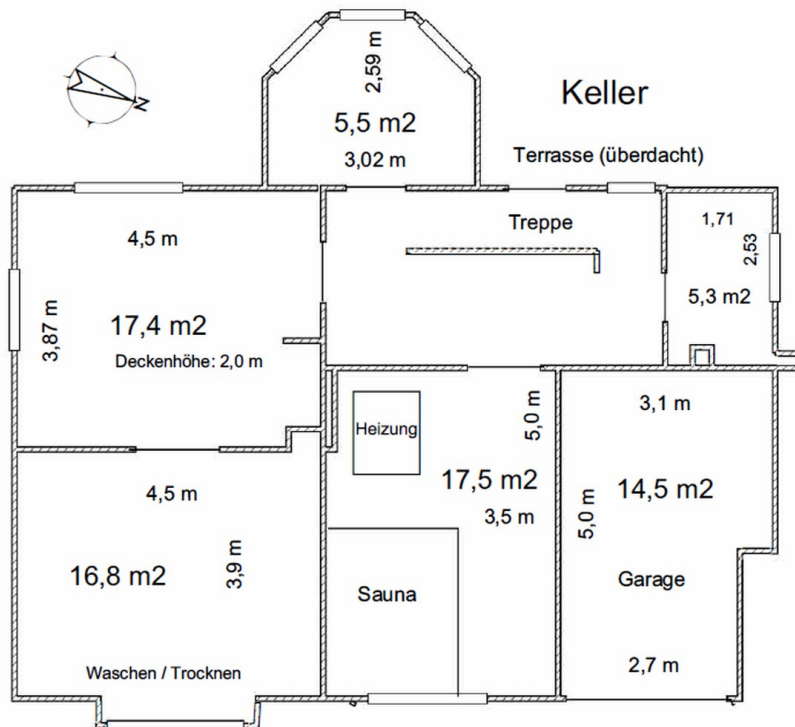 2,59 m
Keller
5,5 m2
3,02 m
Terrasse (überdacht)
N
4,5 m
Treppe
1,71
2,53
5,3 m2
3,87 m
17,4 m2
Deckenhöhe: 2,0 m
Heizung
5,0 m
3,1 m
17,5 m2
3,5 m
14,5 m2
5,0 m
4,5 m
3,9 m
16,8 m2
Sauna
Garage
2,7 m
Waschen / Trocknen